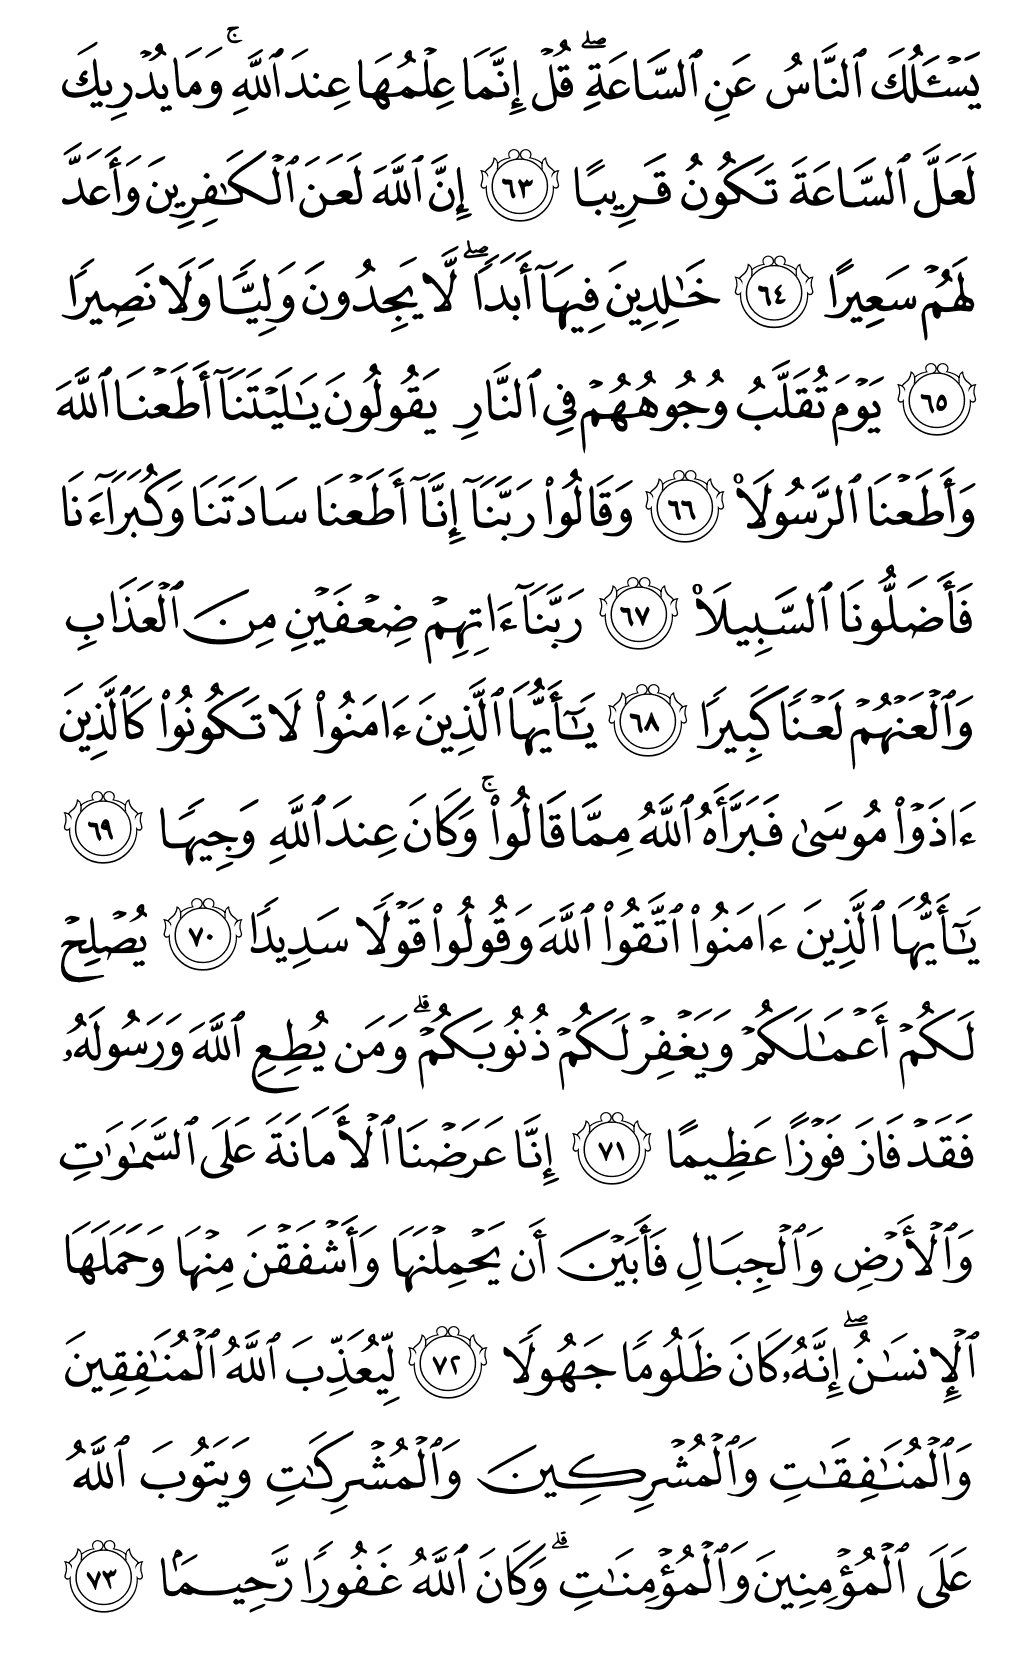 يَسۡـَٔلُكَ ٱلنَّاسُ عَنِ ٱلسَّاعَةِۖ قُلۡ إِنَّمَا عِلۡمُهَا عِندَ ٱللَّهِۚ وَمَا يُدۡرِيكَ
لَعَلَّ ٱلسَّاعَةَ تَكُونُ قَرِيبًا ٦٣ إِنَّ ٱللَّهَ لَعَنَ ٱلۡكَٰفِرِينَ وَأَعَدَّ
لَهُمۡ سَعِيرًا ٦٤ خَٰلِدِينَ فِيهَآ أَبَدٗاۖ لَّا يَجِدُونَ وَلِيّٗا وَلَا نَصِيرٗا
٦٥ يَوۡمَ تُقَلَّبُ وُجُوهُهُمۡ فِي ٱلنَّارِ يَقُولُونَ يَٰلَيۡتَنَآ أَطَعۡنَا ٱللَّهَ
وَأَطَعۡنَا ٱلرَّسُولَا۠ ٦٦ وَقَالُواْ رَبَّنَآ إِنَّآ أَطَعۡنَا سَادَتَنَا وَكُبَرَآءَنَا
فَأَضَلُّونَا ٱلسَّبِيلَا۠ ٦٧ رَبَّنَآ ءَاتِهِمۡ ضِعۡفَيۡنِ مِنَ ٱلۡعَذَابِ
وَٱلۡعَنۡهُمۡ لَعۡنٗا كَبِيرٗا ٦٨ يَٰٓأَيُّهَا ٱلَّذِينَ ءَامَنُواْ لَا تَكُونُواْ كَٱلَّذِينَ
ءَاذَوۡاْ مُوسَىٰ فَبَرَّأَهُ ٱللَّهُ مِمَّا قَالُواْۚ وَكَانَ عِندَ ٱللَّهِ وَجِيهٗا ٦٩
يَٰٓأَيُّهَا ٱلَّذِينَ ءَامَنُواْ ٱتَّقُواْ ٱللَّهَ وَقُولُواْ قَوۡلٗا سَدِيدٗا ٧٠ يُصۡلِحۡ
لَكُمۡ أَعۡمَٰلَكُمۡ وَيَغۡفِرۡ لَكُمۡ ذُنُوبَكُمۡۗ وَمَن يُطِعِ ٱللَّهَ وَرَسُولَهُۥ
فَقَدۡ فَازَ فَوۡزًا عَظِيمًا ٧١ إِنَّا عَرَضۡنَا ٱلۡأَمَانَةَ عَلَى ٱلسَّمَٰوَٰتِ
وَٱلۡأَرۡضِ وَٱلۡجِبَالِ فَأَبَيۡنَ أَن يَحۡمِلۡنَهَا وَأَشۡفَقۡنَ مِنۡهَا وَحَمَلَهَا
ٱلۡإِنسَٰنُۖ إِنَّهُۥ كَانَ ظَلُومٗا جَهُولٗا ٧٢ لِّيُعَذِّبَ ٱللَّهُ ٱلۡمُنَٰفِقِينَ
وَٱلۡمُنَٰفِقَٰتِ وَٱلۡمُشۡرِكِينَ وَٱلۡمُشۡرِكَٰتِ وَيَتُوبَ ٱللَّهُ
عَلَى ٱلۡمُؤۡمِنِينَ وَٱلۡمُؤۡمِنَٰتِۗ وَكَانَ ٱللَّهُ غَفُورٗا رَّحِيمَۢا ٧٣